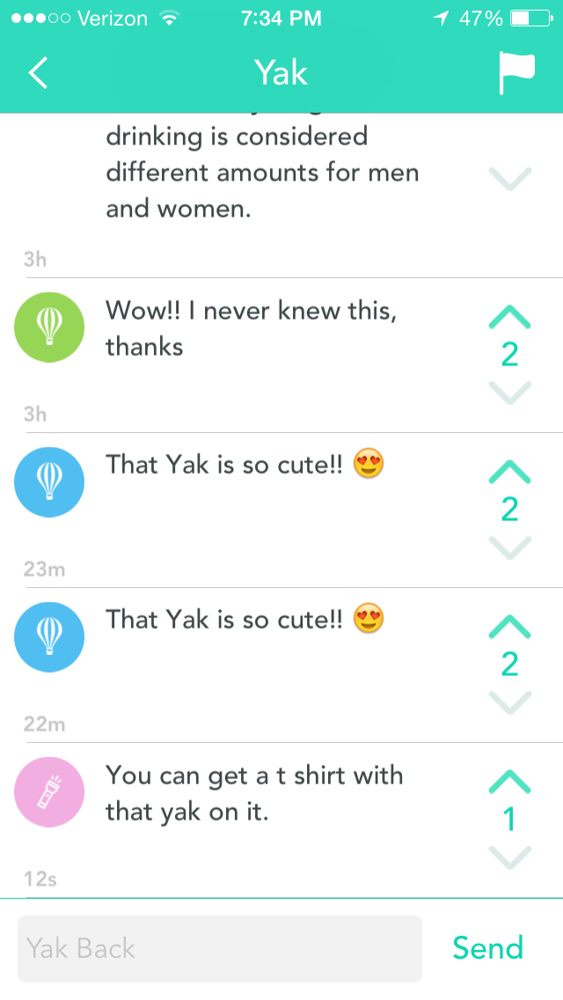 Verizon 7:34 PM 47%
Yak
drinking is considered
different amounts for men
and women.
3h
Wow!! I never knew this,
thanks
2
3h
That Yak is so cute!! 😍
2
23m
That Yak is so cute!! 😍
2
22m
You can get a t shirt with
that yak on it.
1
12s
Yak Back Send